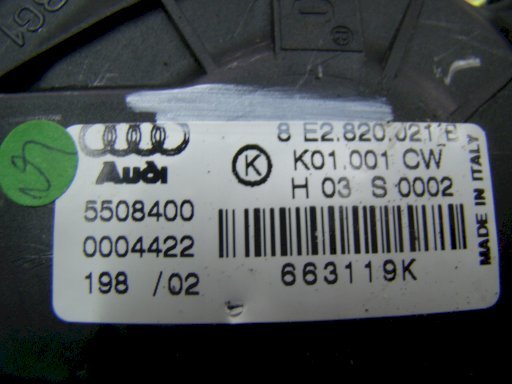 8 E2.820 021 B
Audi
K
K01.001 CW
H 03 S 0002
5508400
0004422
198 /02
663119K
MADE IN ITALY